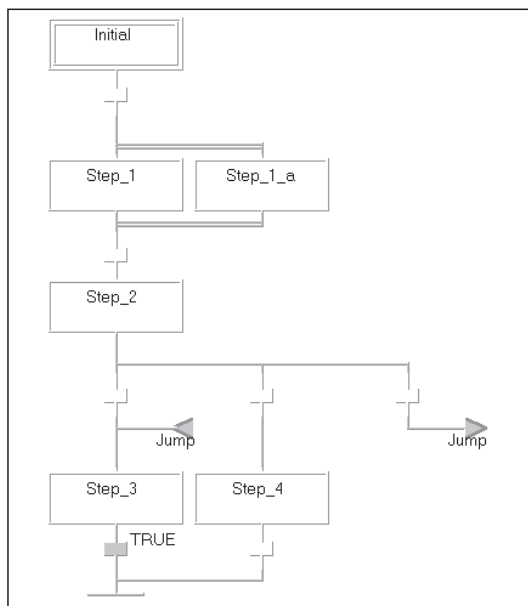 Initial
Step_1
Step_1_a
Step_2
Jump
Jump
Step_3
Step_4
TRUE